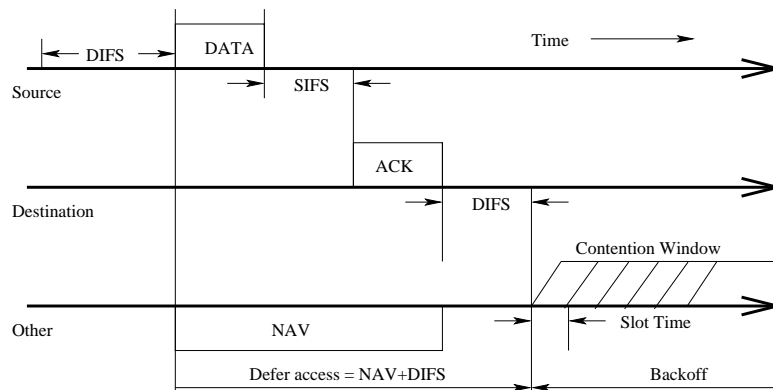 DATA
Time
DIFS
Source
SIFS
ACK
Destination
DIFS
Contention Window
Other
NAV
Slot Time
Defer access = NAV+DIFS
Backoff